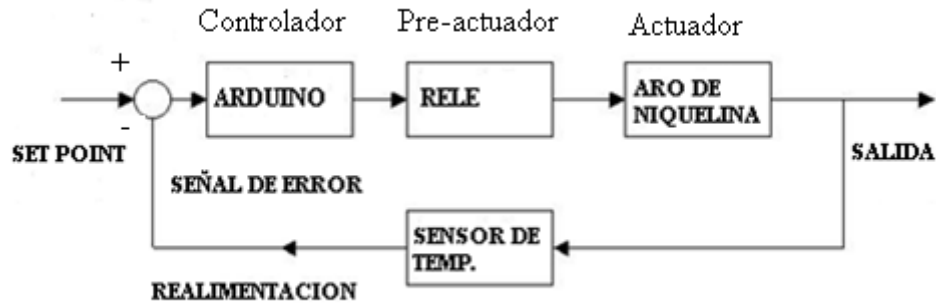 Controlador
Pre-actuador
Actuador
+
ARDUINO
RELE
ARO DE
NIQUELINA
-
SET POINT
SALIDA
SEÑAL DE ERROR
SENSOR DE
TEMP.
REALIMENTACION